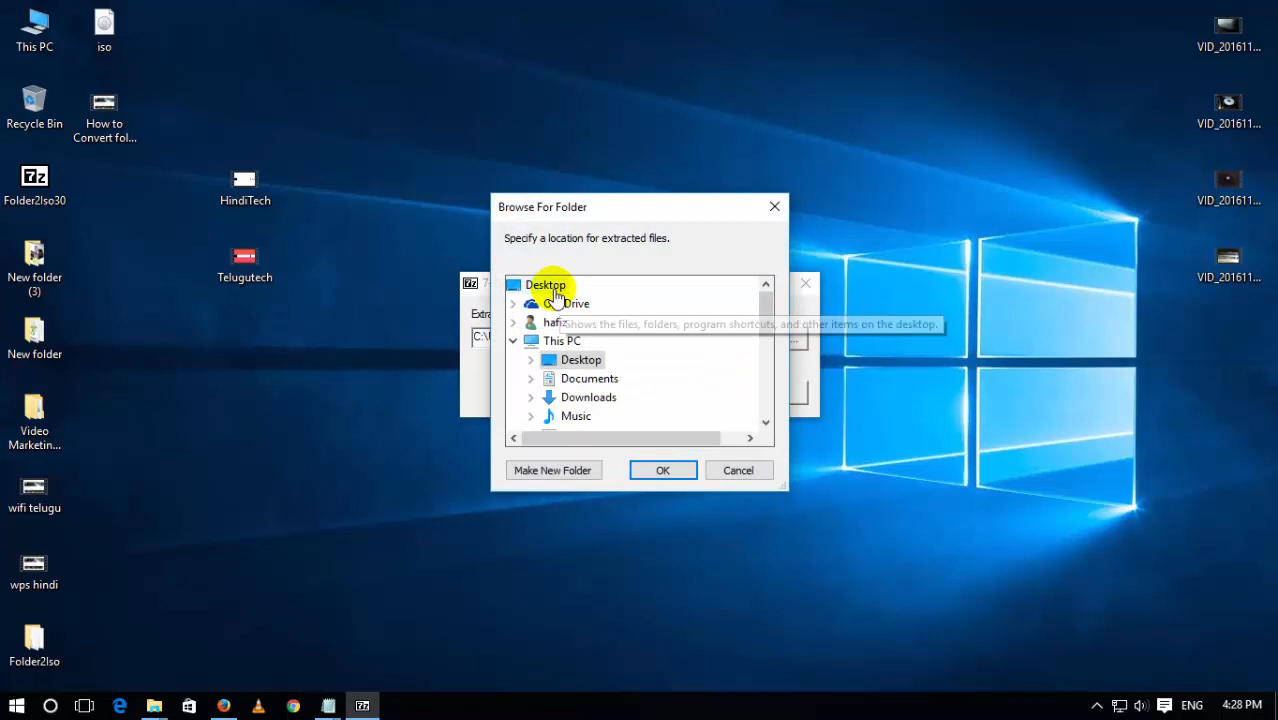 This PC
iso
VID_201611...
Recycle Bin
How to
Convert fol...
VID_201611...
7z
Folder2Iso30
HindiTech
VID_201611...
New folder
(3)
Telugutech
VID_201611...
New folder
Video
Marketin...
wifi telugu
wps hindi
Folder2Iso
Browse For Folder
Specify a location for extracted files.
Desktop
hafiz
Shows the files, folders, program shortcuts, and other items on the desktop.
This PC
Desktop
Documents
Downloads
Music
Make New Folder
OK
Cancel
7z
...
7z
ENG
4:28 PM